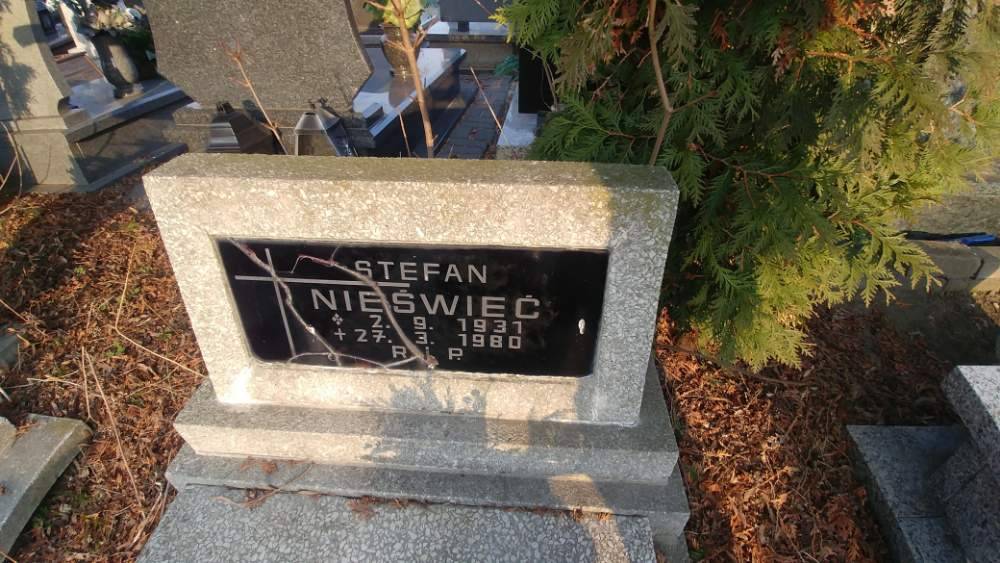 STEFAN
NIEŚWIEĆ
* 2. 9. 1931
+ 27. 3. 1980
R. I. P.